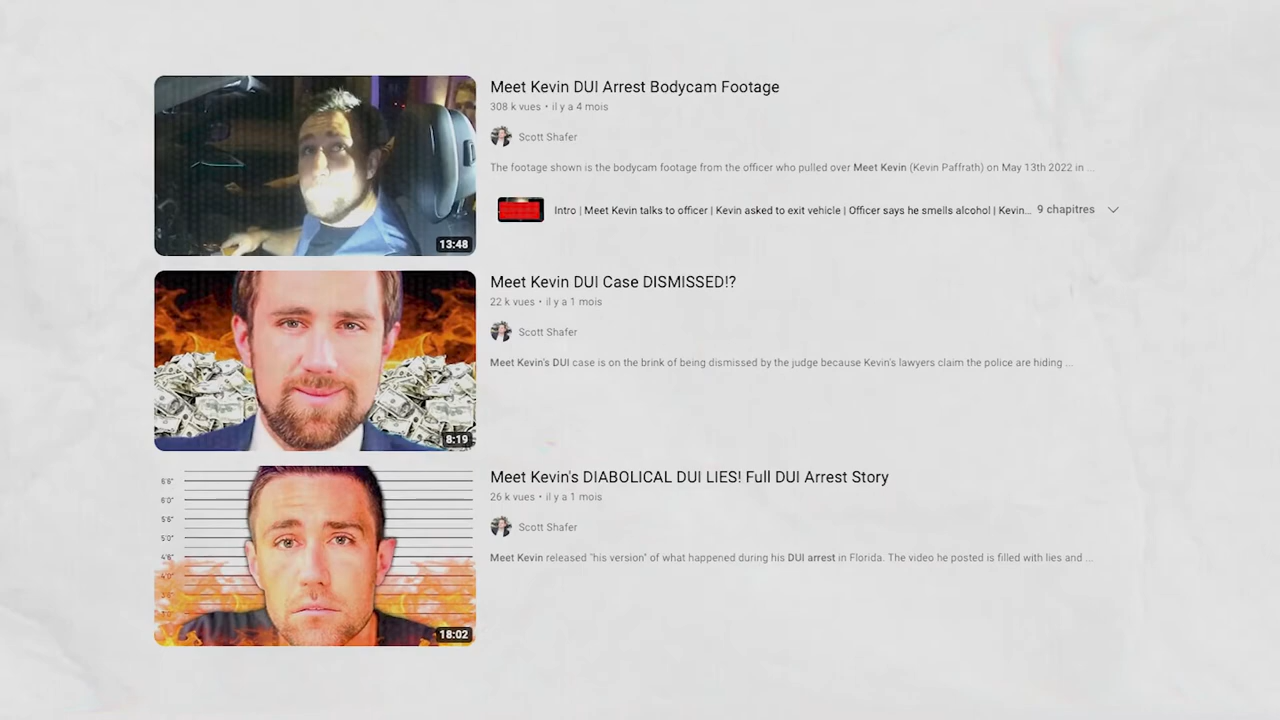 Meet Kevin DUI Arrest Bodycam Footage
308 k vues • il y a 4 mois
Scott Shafer
The footage shown is the bodycam footage from the officer who pulled over Meet Kevin (Kevin Paffrath) on May 13th 2022 in ...
Intro | Meet Kevin talks to officer | Kevin asked to exit vehicle | Officer says he smells alcohol | Kevin... 9 chapitres
13:48
Meet Kevin DUI Case DISMISSED!?
22 k vues • il y a 1 mois
Scott Shafer
Meet Kevin's DUI case is on the brink of being dismissed by the judge because Kevin's lawyers claim the police are hiding ...
8:19
Meet Kevin's DIABOLICAL DUI LIES! Full DUI Arrest Story
26 k vues • il y a 1 mois
Scott Shafer
Meet Kevin released "his version" of what happened during his DUI arrest in Florida. The video he posted is filled with lies and ...
6'6"
6'0"
5'6"
5'0"
4'6"
18:02